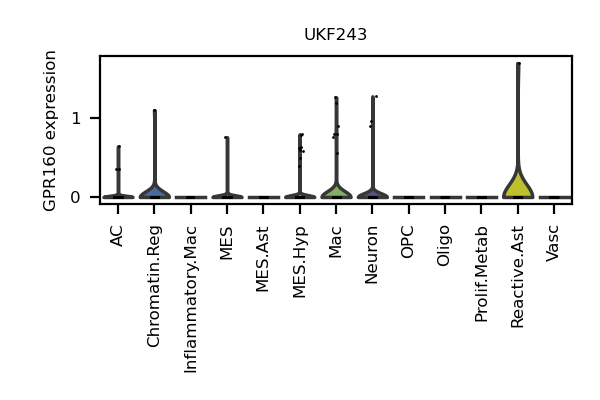 UKF243
GPR160 expression
1
0
AC
Chromatin.Reg
Inflammatory.Mac
MES
MES.Ast
MES.Hyp
Mac
Neuron
OPC
Oligo
Prolif.Metab
Reactive.Ast
Vasc